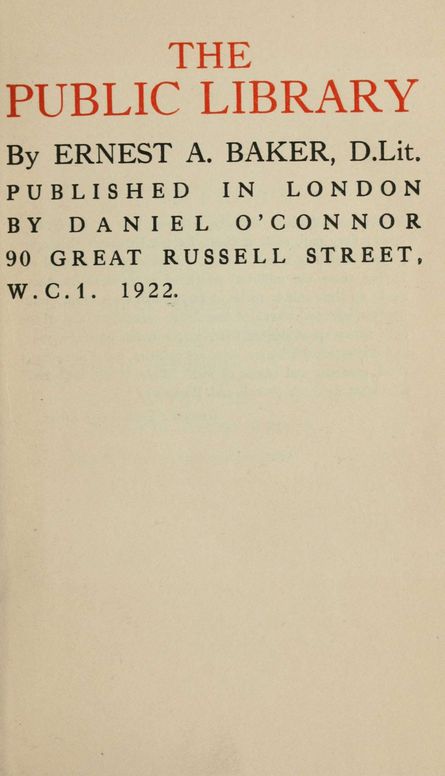 THE
PUBLIC LIBRARY
By ERNEST A. BAKER, D.Lit.
PUBLISHED IN LONDON
BY DANIEL O'CONNOR
90 GREAT RUSSELL STREET,
W.C.1. 1922.